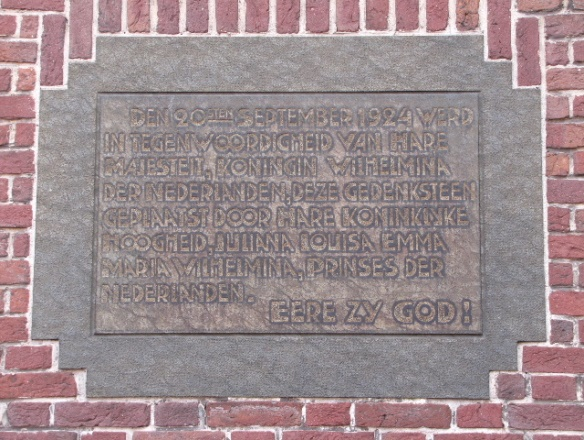 DEN 20STEN SEPTEMBER 1924 WERD
IN TEGENWOORDIGHEID VAN HARE
MAJESTEIT, KONINGIN WILHELMINA
DER NEDERLANDEN, DEZE GEDENKSTEEN
GEPLAATST DOOR HARE KONINKLIJKE
HOOGHEID, JULIANA LOUISA EMMA
MARIA WILHELMINA, PRINSES DER
NEDERLANDEN.
EERE ZY GOD!